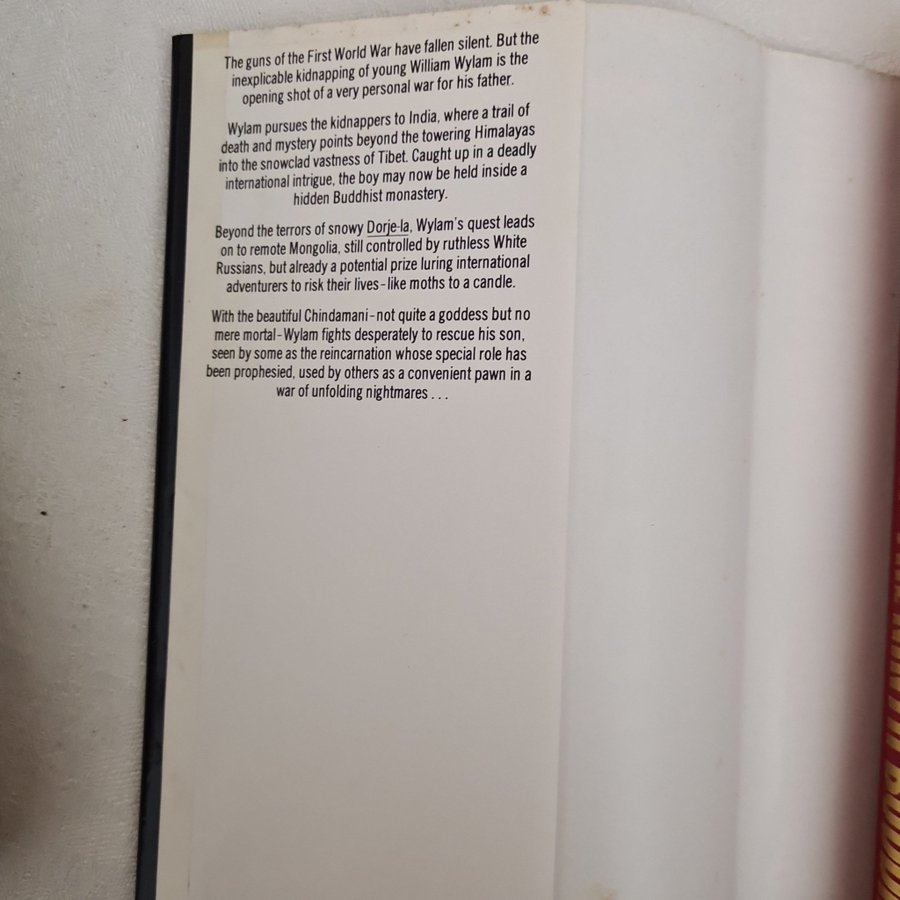 The guns of the First World War have fallen silent. But the
inexplicable kidnapping of young William Wylam is the
opening shot of a very personal war for his father.
Wylam pursues the kidnappers to India, where a trail of
death and mystery points beyond the towering Himalayas
into the snowclad vastness of Tibet. Caught up in a deadly
international intrigue, the boy may now be held inside a
hidden Buddhist monastery.
Beyond the terrors of snowy Dorje-la, Wylam's quest leads
on to remote Mongolia, still controlled by ruthless White
Russians, but already a potential prize luring international
adventurers to risk their lives-like moths to a candle.
With the beautiful Chindamani-not quite a goddess but no
mere mortal-Wylam fights desperately to rescue his son,
seen by some as the reincarnation whose special role has
been prophesied, used by others as a convenient pawn in a
war of unfolding nightmares . . .